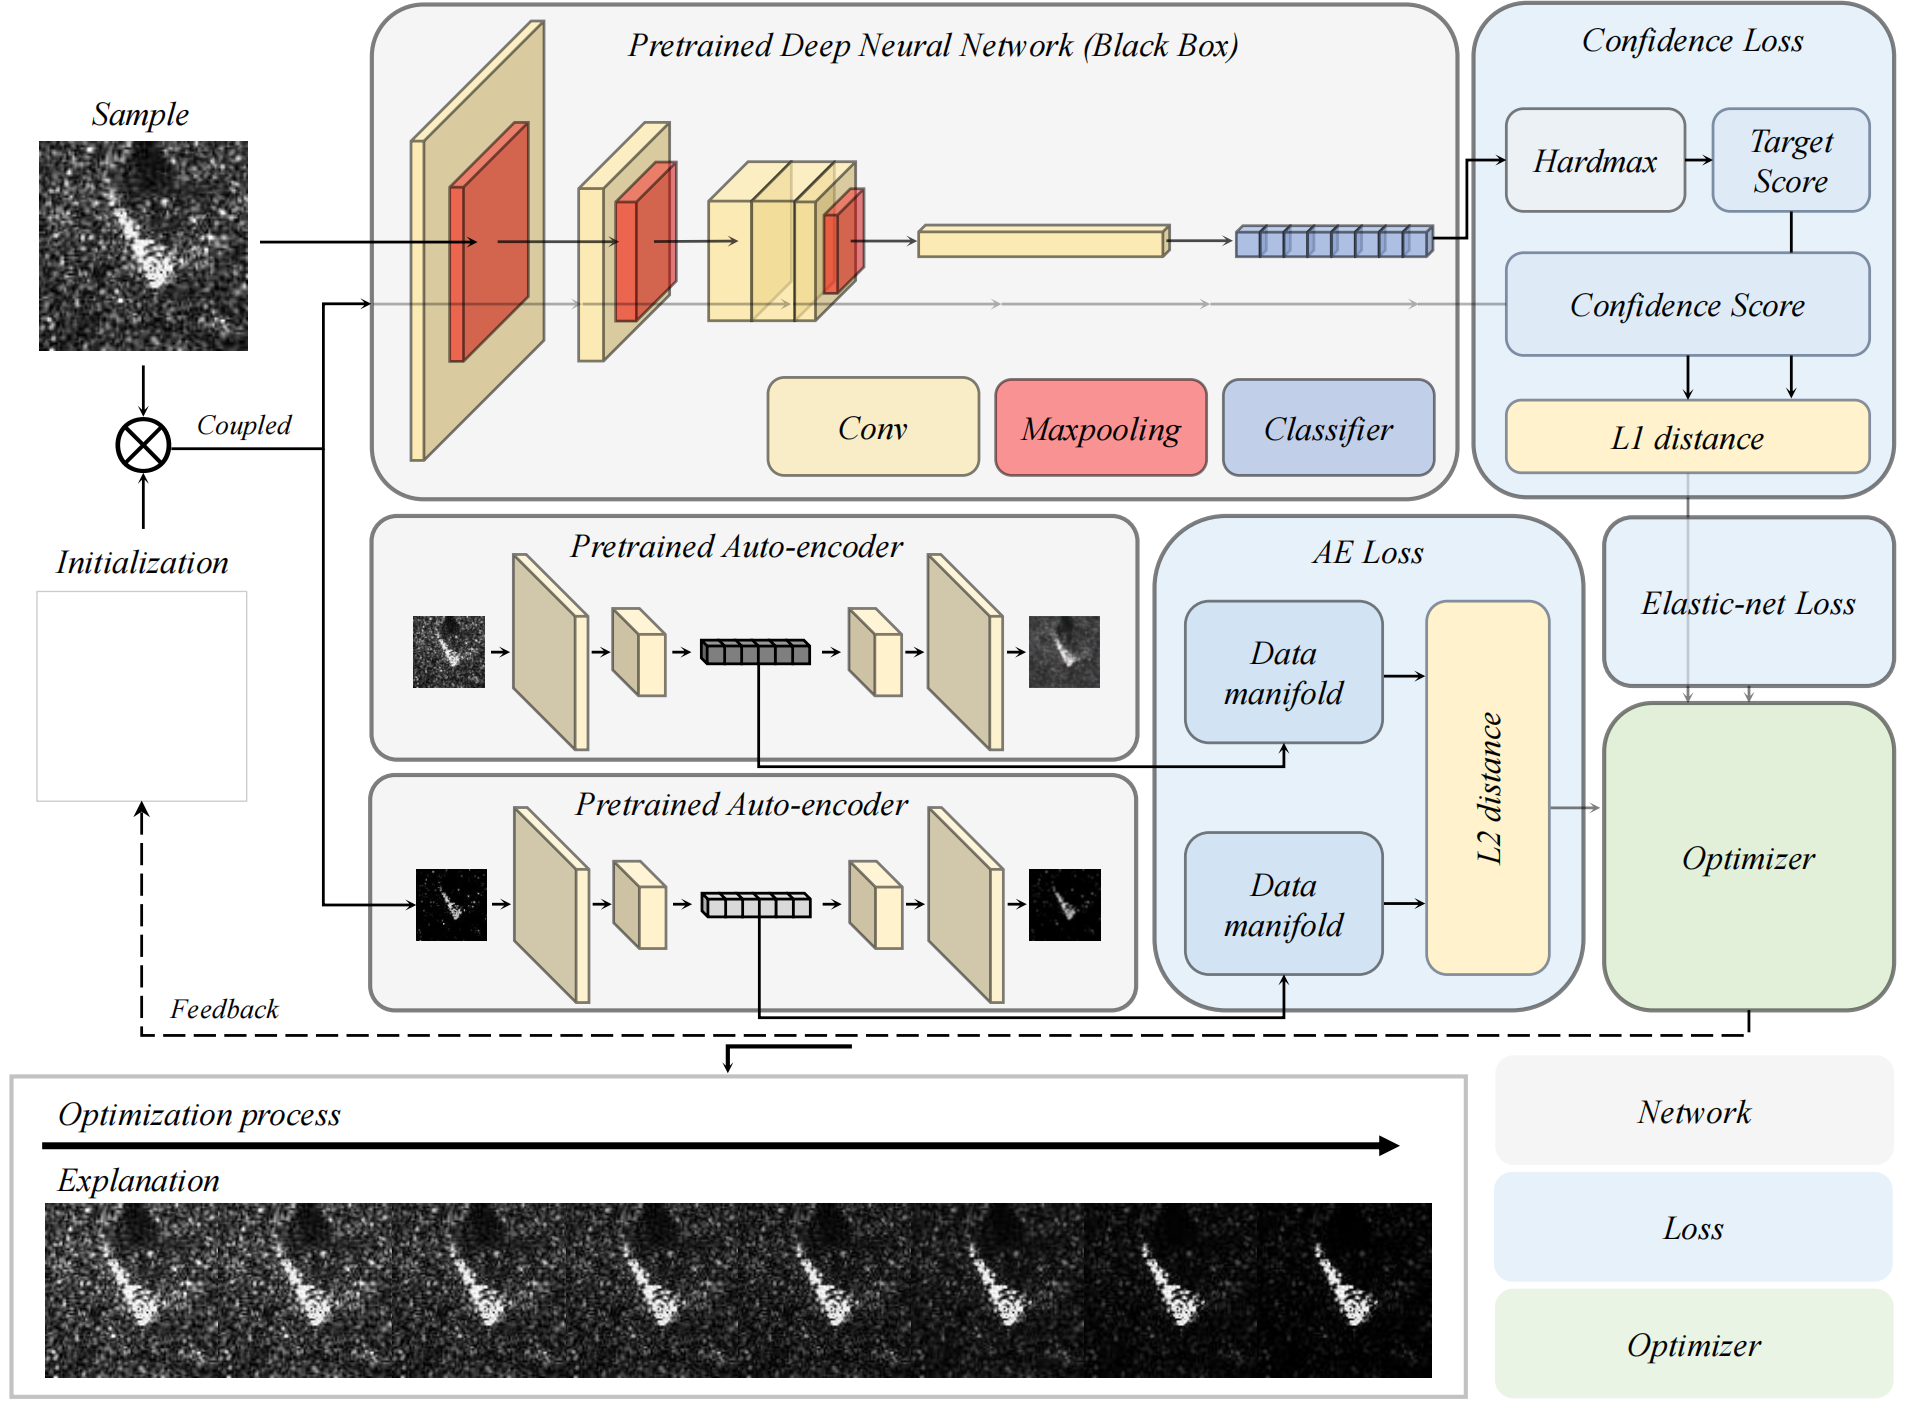 Pretrained Deep Neural Network (Black Box)
Confidence Loss
Sample
Hardmax
Target
Score
Confidence Score
Coupled
Conv
Maxpooling
Classifier
L1 distance
Initialization
Pretrained Auto-encoder
AE Loss
Elastic-net Loss
Data
manifold
L2 distance
Pretrained Auto-encoder
Data
manifold
Optimizer
Feedback
Optimization process
Explanation
Network
Loss
Optimizer